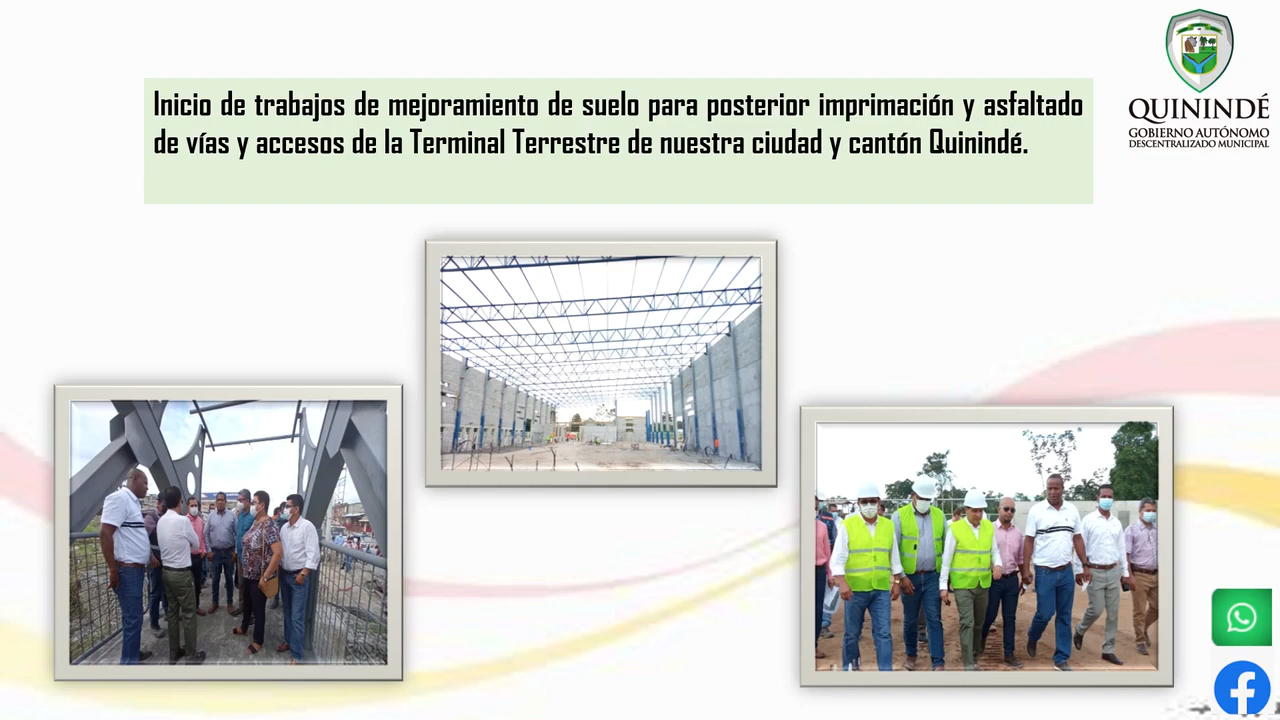 Inicio de trabajos de mejoramiento de suelo para posterior imprimación y asfaltado
de vías y accesos de la Terminal Terrestre de nuestra ciudad y cantón Quinindé.
QUININDÉ
GOBIERNO AUTÓNOMO
DESCENTRALIZADO MUNICIPAL